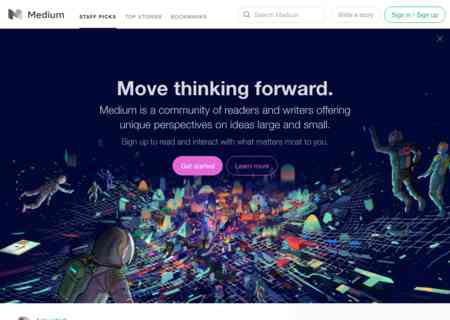 Medium
STAFF PICKS
TOP STORIES
BOOKMARKS
Search Medium
Write a story
Sign in / Sign up
Move thinking forward.
Medium is a community of readers and writers offering
unique perspectives on ideas large and small.
Sign up to read and interact with what matters most to you.
Get started
Learn more